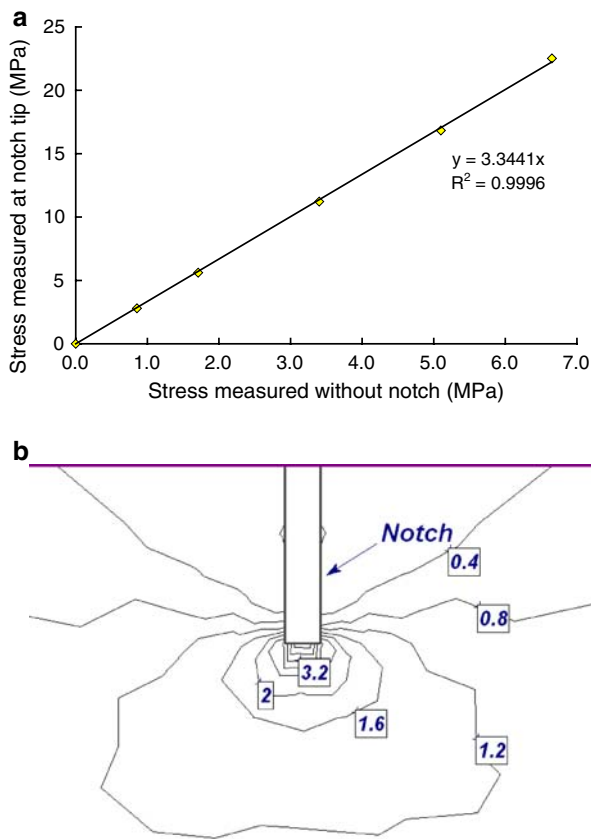 a
Stress measured at notch tip (MPa)
25
20
15
10
5
0
y = 3.3441x
R² = 0.9996
0.0 1.0 2.0 3.0 4.0 5.0 6.0 7.0
Stress measured without notch (MPa)
b
Notch
0.4
0.8
3.2
2
1.6
1.2